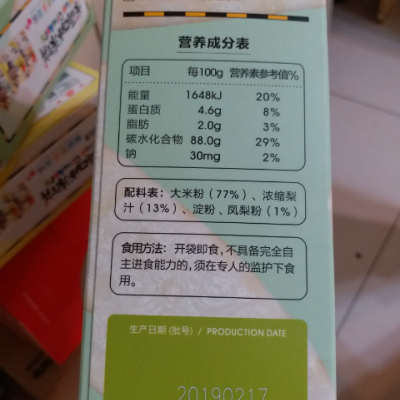 营养成分表
项目 每100g 营养素参考值%
能量 1648kJ 20%
蛋白质 4.6g 8%
脂肪 2.0g 3%
碳水化合物 88.0g 29%
钠 30mg 2%
配料表：大米粉（77%）、浓缩梨
汁（13%）、淀粉、凤梨粉（1%）
食用方法： 开袋即食，不具备完全自
主进食能力的，须在专人的监护下食
用。
生产日期（批号）/ PRODUCTION DATE
20190217